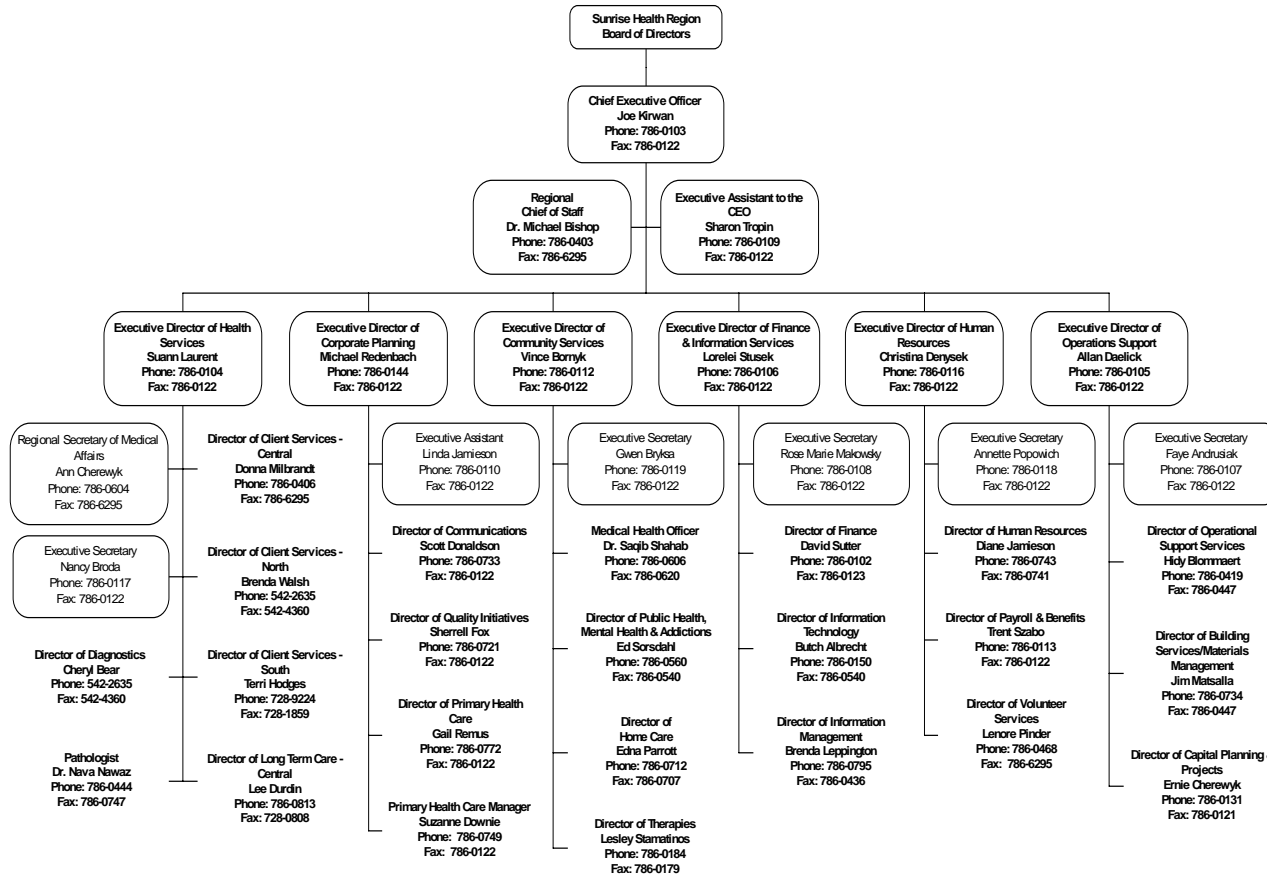 Sunrise Health Region
Board of Directors
Chief Executive Officer
Joe Kirwan
Phone: 786-0103
Fax: 786-0122
Regional
Chief of Staff
Dr. Michael Bishop
Phone: 786-0403
Fax: 786-6295
Executive Assistant to the
CEO
Sharon Tropin
Phone: 786-0109
Fax: 786-0122
Executive Director of Health
Services
Suann Laurent
Phone: 786-0104
Fax: 786-0122
Executive Director of
Corporate Planning
Michael Redenbach
Phone: 786-0144
Fax: 786-0122
Executive Director of
Community Services
Vince Bornyk
Phone: 786-0112
Fax: 786-0122
Executive Director of Finance
& Information Services
Lorelei Stusek
Phone: 786-0106
Fax: 786-0122
Executive Director of Human
Resources
Christina Denysek
Phone: 786-0116
Fax: 786-0122
Executive Director of
Operations Support
Allan Daelick
Phone: 786-0105
Fax: 786-0122
Regional Secretary of Medical
Affairs
Ann Cherewyk
Phone: 786-0604
Fax: 786-6295
Executive Secretary
Nancy Broda
Phone: 786-0117
Fax: 786-0122
Director of Diagnostics
Cheryl Bear
Phone: 542-2635
Fax: 542-4360
Pathologist
Dr. Nava Nawaz
Phone: 786-0444
Fax: 786-0747
Director of Client Services -
Central
Donna Milbrandt
Phone: 786-0406
Fax: 786-6295
Director of Client Services -
North
Brenda Walsh
Phone: 542-2635
Fax: 542-4360
Director of Client Services -
South
Terri Hodges
Phone: 728-9224
Fax: 728-1859
Director of Long Term Care -
Central
Lee Durdin
Phone: 786-0813
Fax: 728-0808
Executive Assistant
Linda Jamieson
Phone: 786-0110
Fax: 786-0122
Director of Communications
Scott Donaldson
Phone: 786-0733
Fax: 786-0122
Director of Quality Initiatives
Sherrell Fox
Phone: 786-0721
Fax: 786-0122
Director of Primary Health
Care
Gail Remus
Phone: 786-0772
Fax: 786-0122
Primary Health Care Manager
Suzanne Downie
Phone: 786-0749
Fax: 786-0122
Executive Secretary
Gwen Bryksa
Phone: 786-0119
Fax: 786-0122
Medical Health Officer
Dr. Saqib Shahab
Phone: 786-0606
Fax: 786-0620
Director of Public Health,
Mental Health & Addictions
Ed Sorsdahl
Phone: 786-0560
Fax: 786-0540
Director of
Home Care
Edna Parrott
Phone: 786-0712
Fax: 786-0707
Director of Therapies
Lesley Stamatinos
Phone: 786-0184
Fax: 786-0179
Executive Secretary
Rose Marie Makowsky
Phone: 786-0108
Fax: 786-0122
Director of Finance
David Sutter
Phone: 786-0102
Fax: 786-0123
Director of Information
Technology
Butch Albrecht
Phone: 786-0150
Fax: 786-0540
Director of Information
Management
Brenda Leppington
Phone: 786-0795
Fax: 786-0436
Executive Secretary
Annette Popowich
Phone: 786-0118
Fax: 786-0122
Director of Human Resources
Diane Jamieson
Phone: 786-0743
Fax: 786-0741
Director of Payroll & Benefits
Trent Szabo
Phone: 786-0113
Fax: 786-0122
Director of Volunteer
Services
Lenore Pinder
Phone: 786-0468
Fax: 786-6295
Executive Secretary
Faye Andrusiak
Phone: 786-0107
Fax: 786-0122
Director of Operational
Support Services
Hidy Blommaert
Phone: 786-0419
Fax: 786-0447
Director of Building
Services/Materials
Management
Jim Matsalla
Phone: 786-0734
Fax: 786-0447
Director of Capital Planning &
Projects
Ernie Cherewyk
Phone: 786-0131
Fax: 786-0121